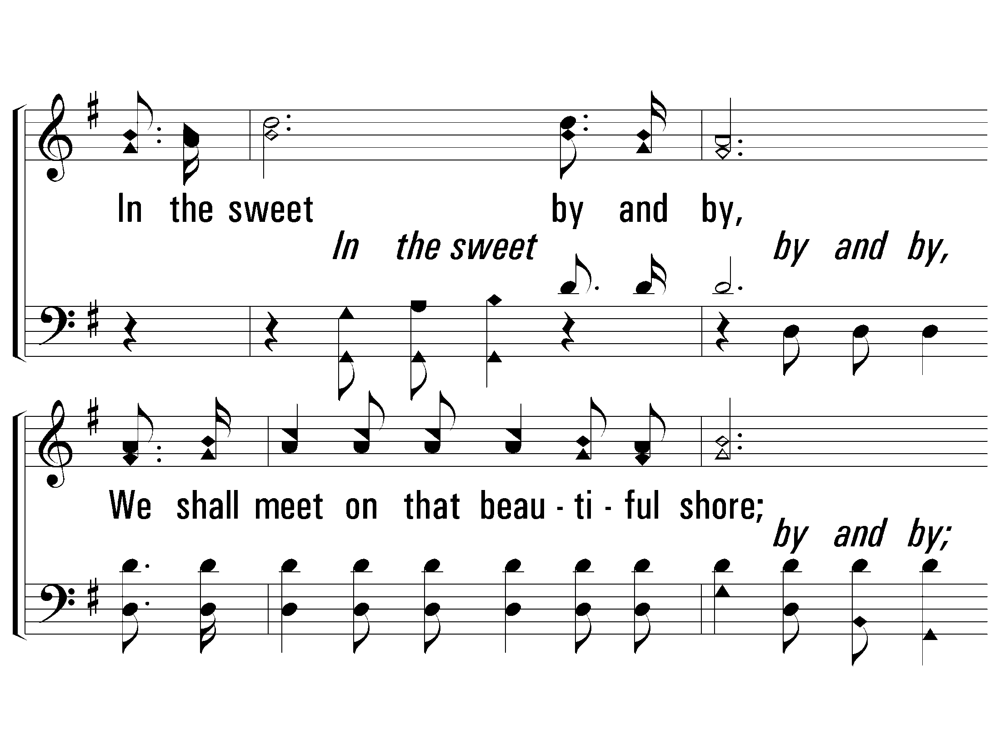 In the sweet by and by,
In the sweet by and by,
We shall meet on that beau - ti - ful shore;
by and by;